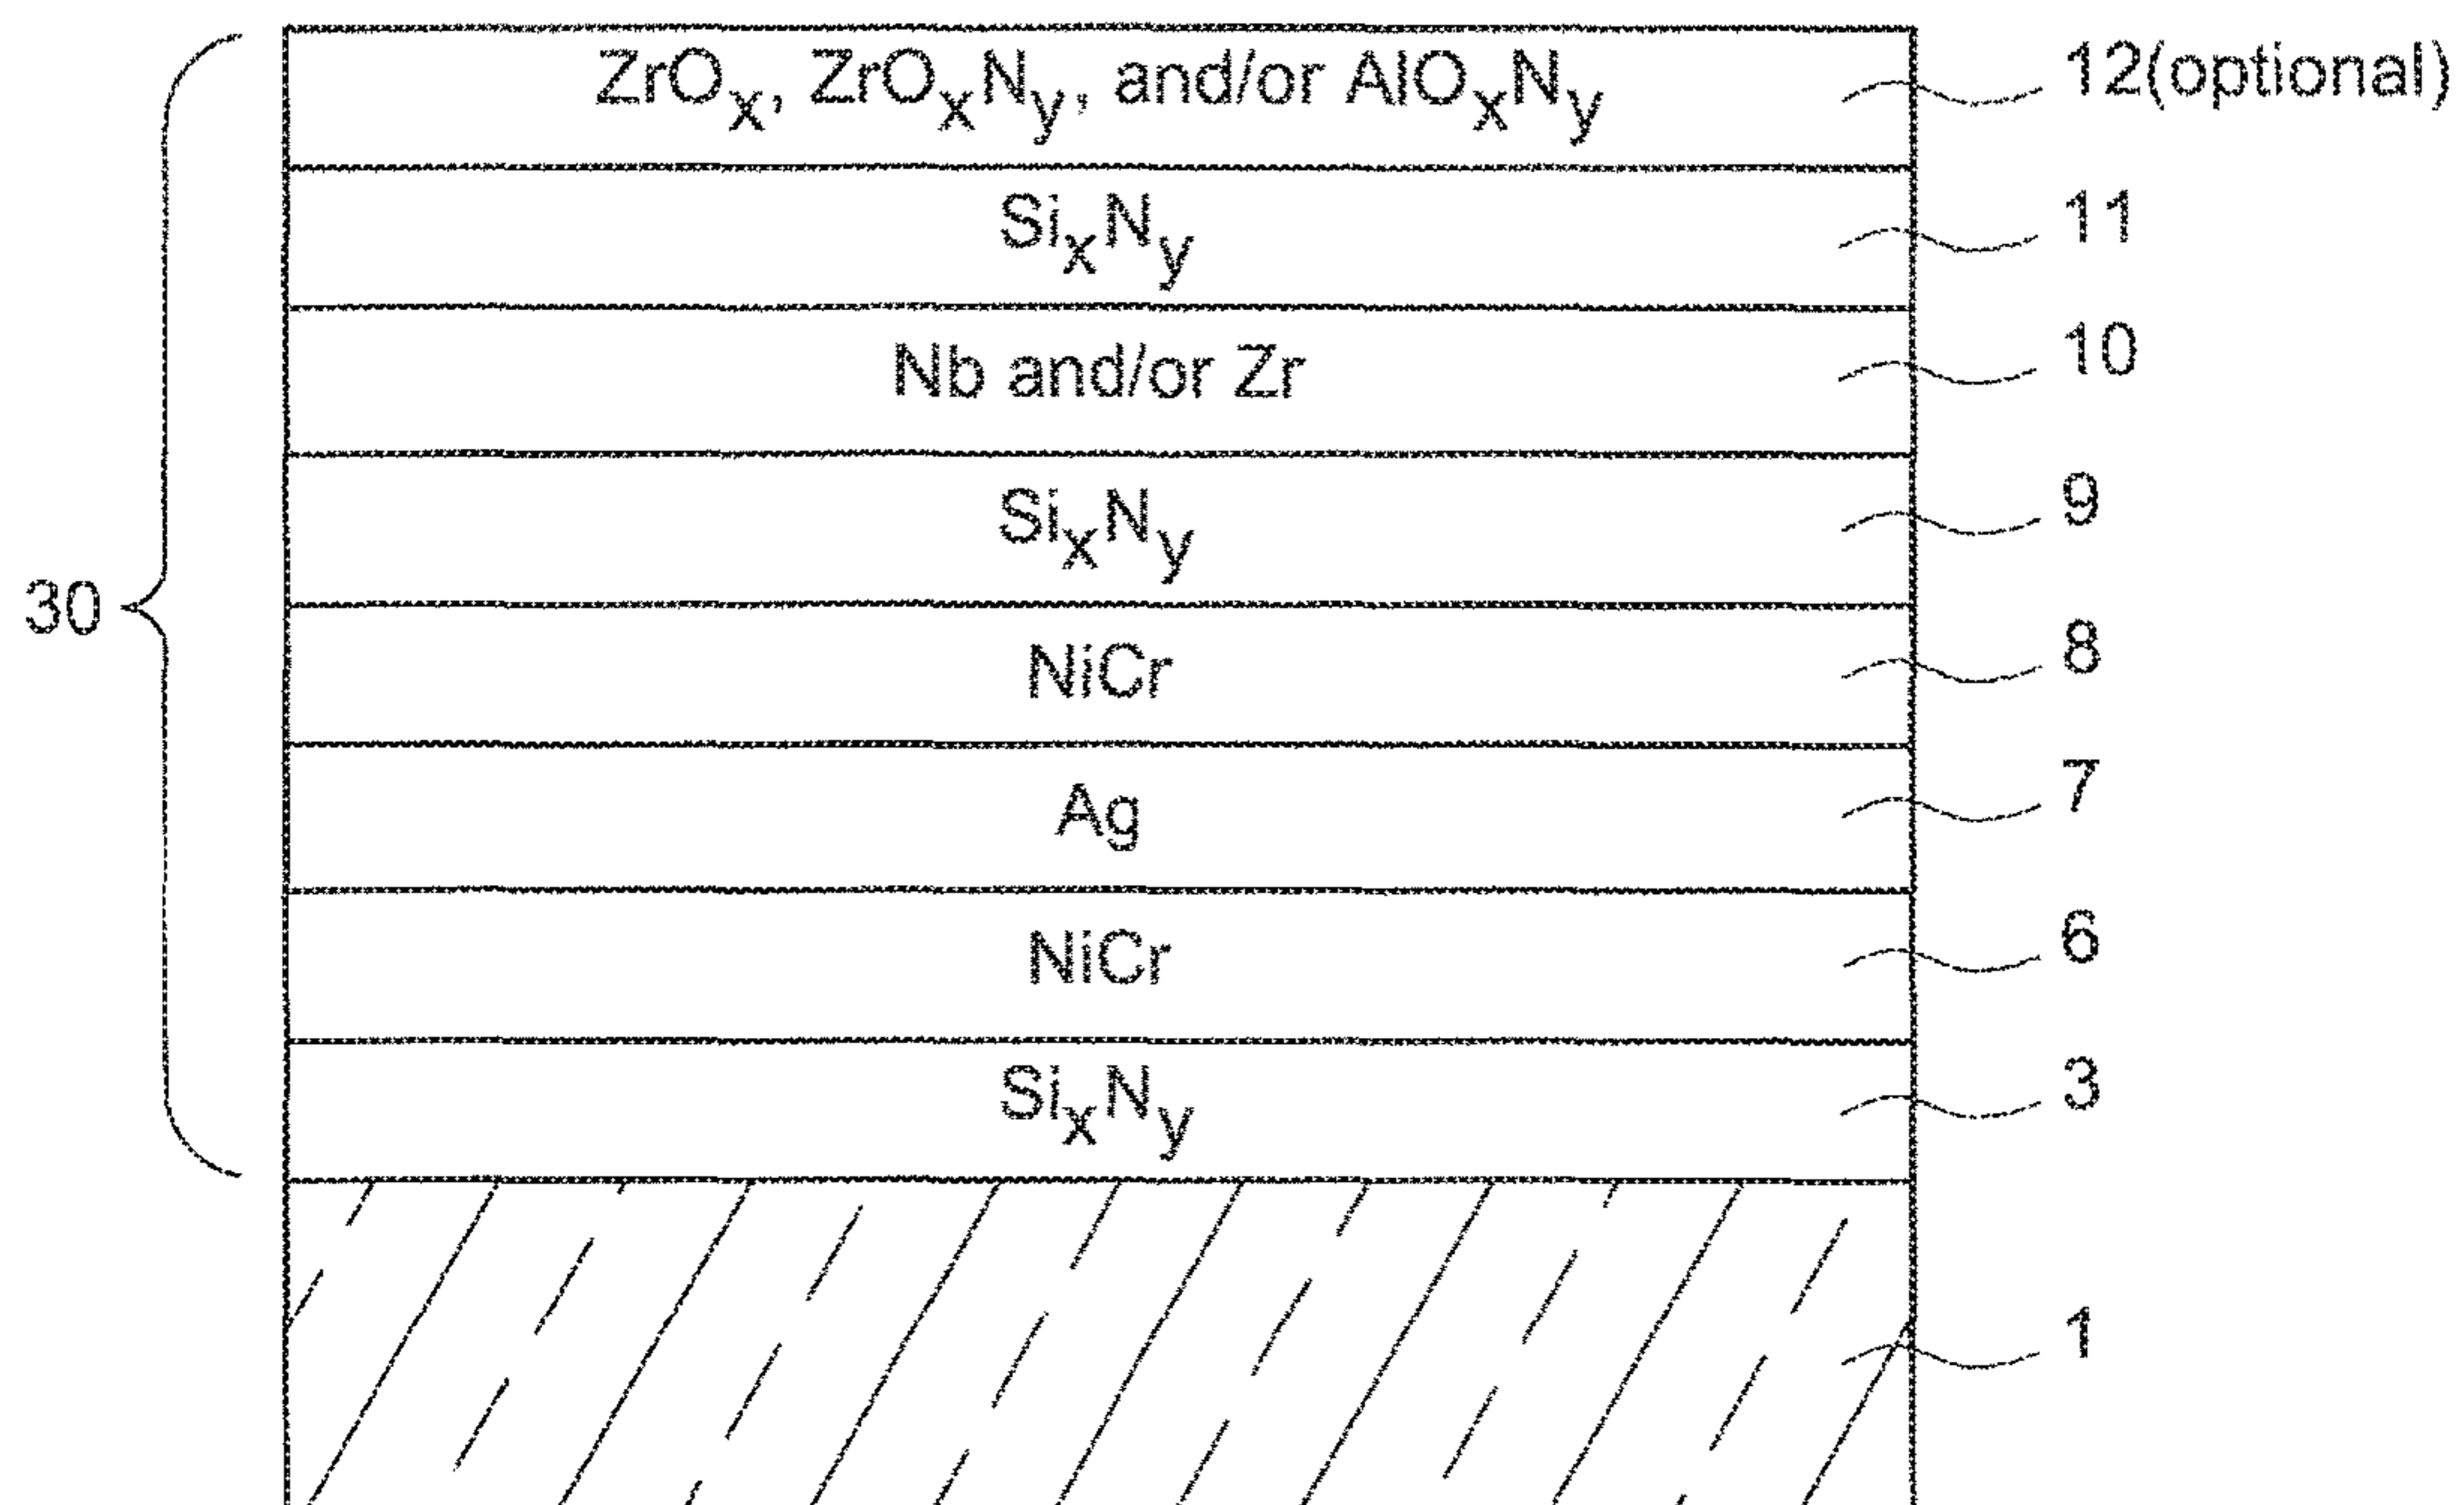 ZrOx, ZrOxNy, and/or AlOxNy 12(optional)
SixNy 11
Nb and/or Zr 10
SixNy 9
30
NiCr 8
Ag 7
NiCr 6
SixNy 3
1